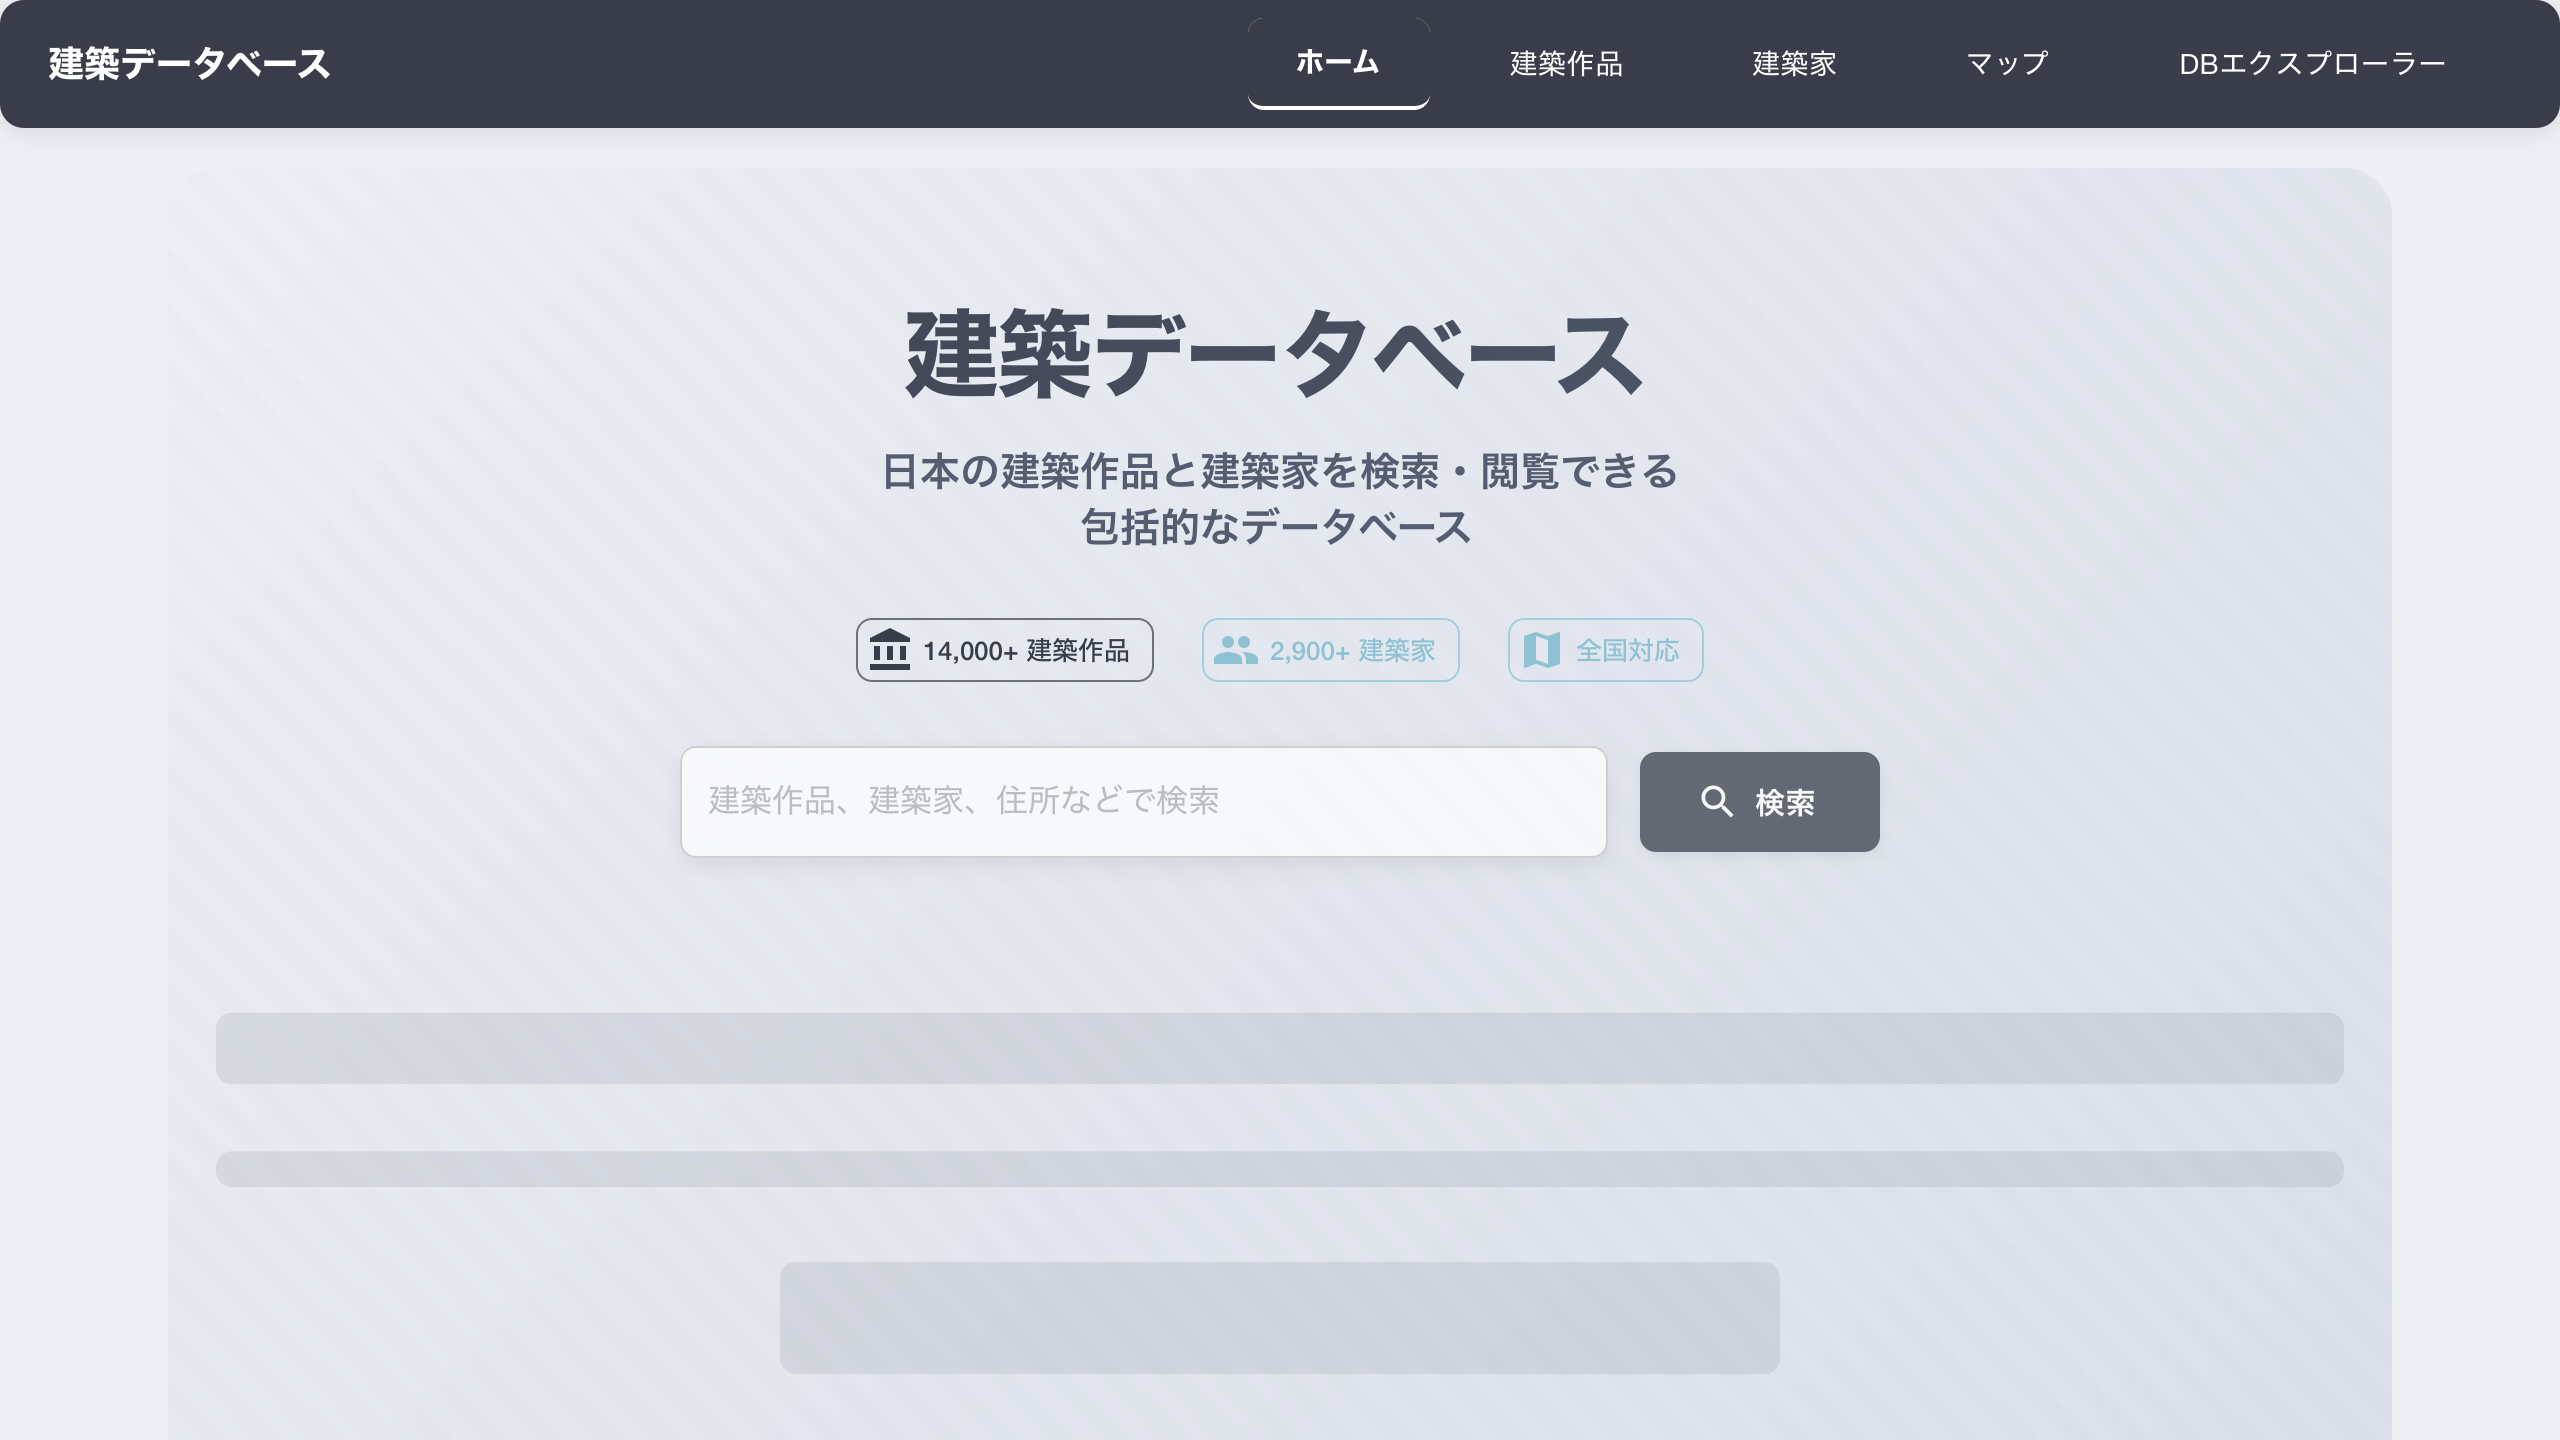 建築データベース
ホーム
建築作品
建築家
マップ
DBエクスプローラー
建築データベース
日本の建築作品と建築家を検索・閲覧できる
包括的なデータベース
14,000+ 建築作品
2,900+ 建築家
全国対応
建築作品、建築家、住所などで検索
検索